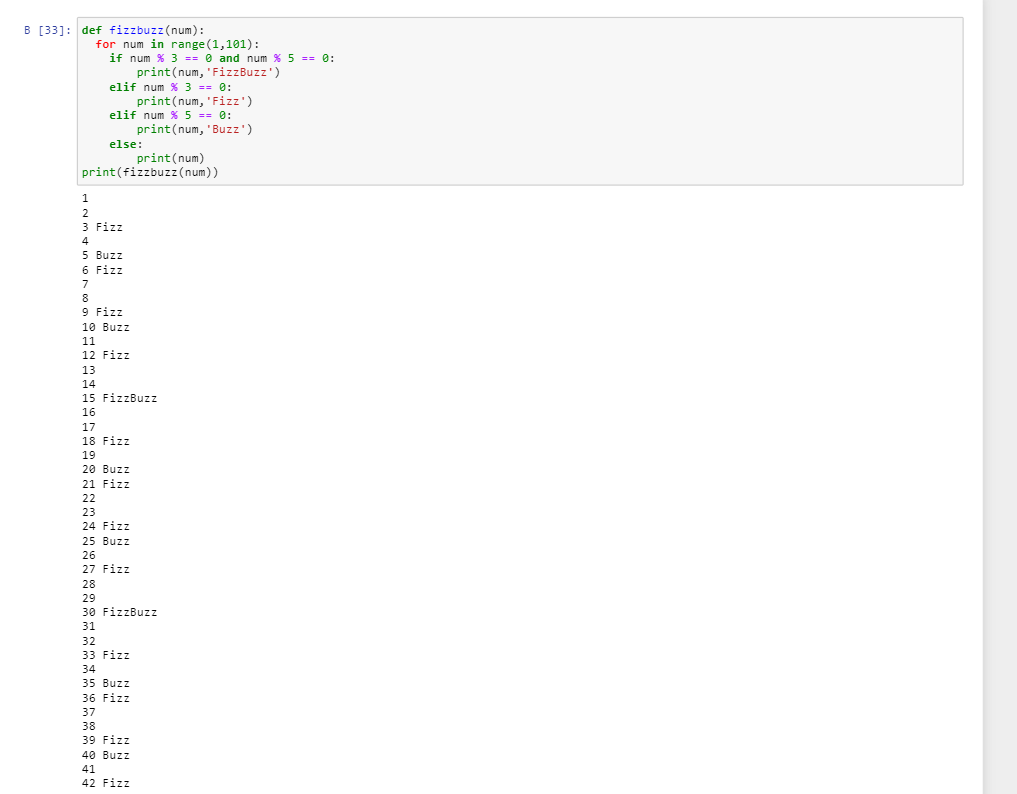 В [33]: def fizzbuzz(num):
  for num in range(1,101):
    if num % 3 == 0 and num % 5 == 0:
        print(num,'FizzBuzz')
    elif num % 3 == 0:
        print(num,'Fizz')
    elif num % 5 == 0:
        print(num,'Buzz')
    else:
        print(num)
print(fizzbuzz(num))
1
2
3 Fizz
4
5 Buzz
6 Fizz
7
8
9 Fizz
10 Buzz
11
12 Fizz
13
14
15 FizzBuzz
16
17
18 Fizz
19
20 Buzz
21 Fizz
22
23
24 Fizz
25 Buzz
26
27 Fizz
28
29
30 FizzBuzz
31
32
33 Fizz
34
35 Buzz
36 Fizz
37
38
39 Fizz
40 Buzz
41
42 Fizz